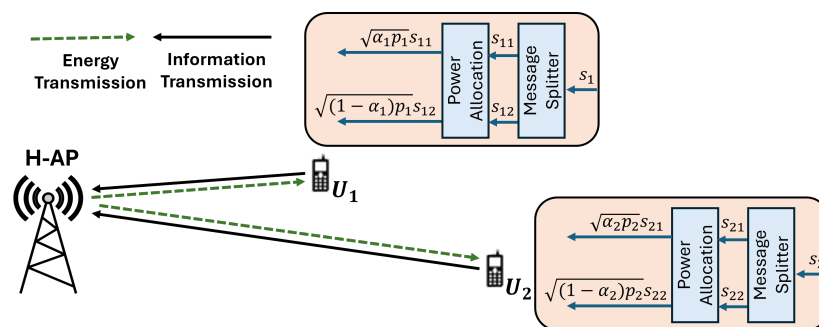 Energy Transmission
Information Transmission
H-AP
U₁
U₂
√α₁p₁s₁₁
√(1 − α₁)p₁s₁₂
Power Allocation
s₁₁
s₁₂
Message Splitter
s₁
√α₂p₂s₂₁
√(1 − α₂)p₂s₂₂
Power Allocation
s₂₁
s₂₂
Message Splitter